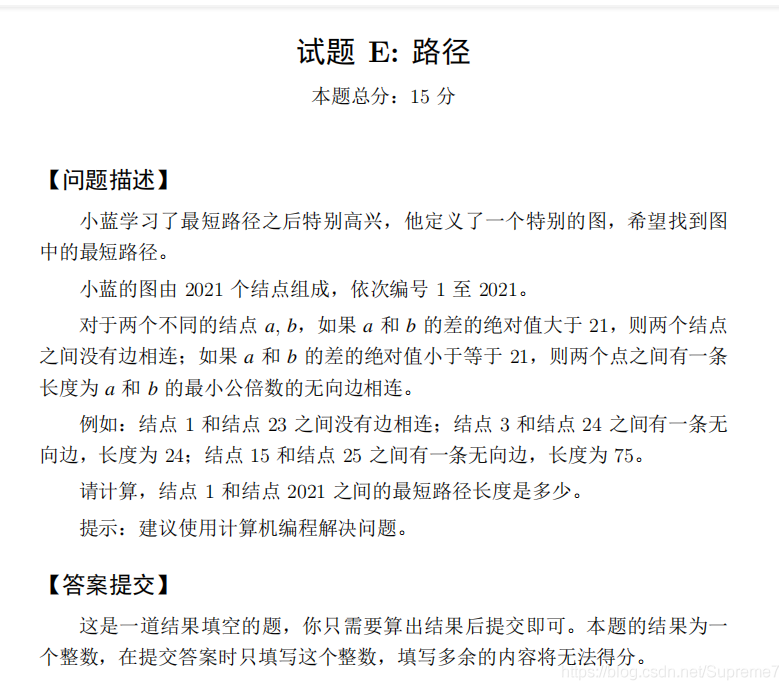 试题 E: 路径
本题总分：15 分
【问题描述】
小蓝学习了最短路径之后特别高兴，他定义了一个特别的图，希望找到图
中的最短路径。
小蓝的图由 2021 个结点组成，依次编号 1 至 2021。
对于两个不同的结点 a, b，如果 a 和 b 的差的绝对值大于 21，则两个结点
之间没有边相连；如果 a 和 b 的差的绝对值小于等于 21，则两个点之间有一条
长度为 a 和 b 的最小公倍数的无向边相连。
例如：结点 1 和结点 23 之间没有边相连；结点 3 和结点 24 之间有一条无
向边，长度为 24；结点 15 和结点 25 之间有一条无向边，长度为 75。
请计算，结点 1 和结点 2021 之间的最短路径长度是多少。
提示：建议使用计算机编程解决问题。
【答案提交】
这是一道结果填空的题，你只需要算出结果后提交即可。本题的结果为一
个整数，在提交答案时只填写这个整数，填写多余的内容将无法得分。
https://blog.csdn.net/Supreme7